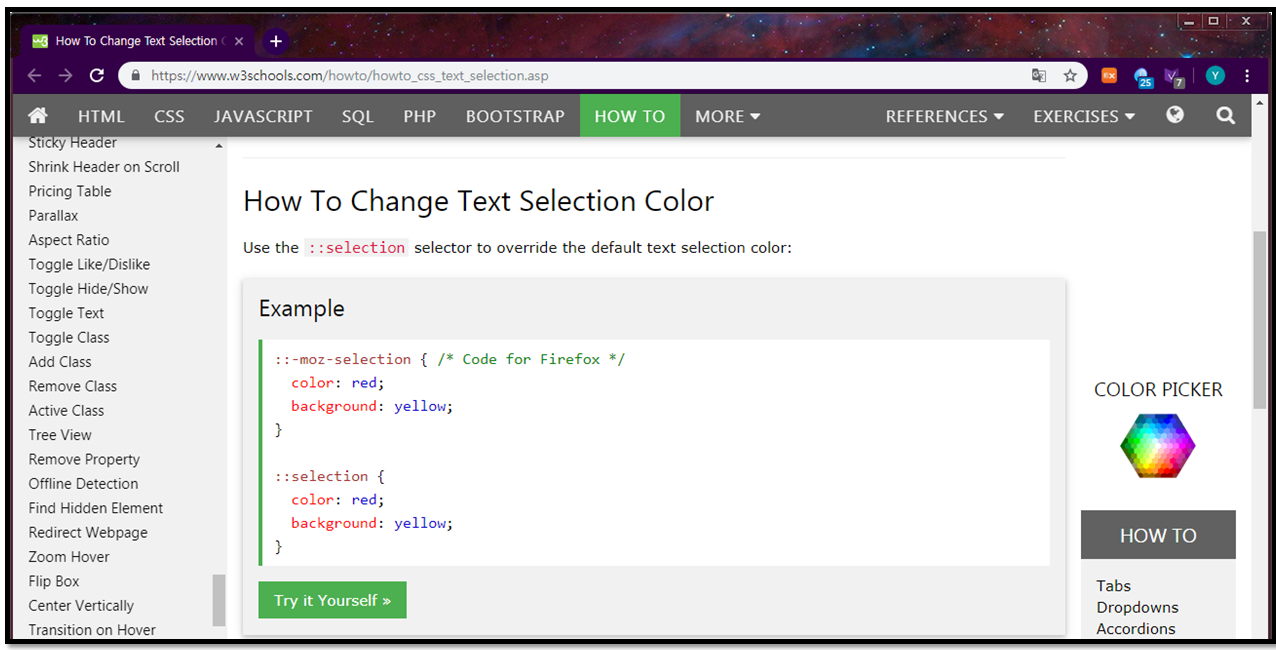 How To Change Text Selection
https://www.w3schools.com/howto/howto_css_text_selection.asp
25
7
Y
HTML CSS JAVASCRIPT SQL PHP BOOTSTRAP HOW TO MORE REFERENCES EXERCISES
Sticky Header
Shrink Header on Scroll
Pricing Table
Parallax
Aspect Ratio
Toggle Like/Dislike
Toggle Hide/Show
Toggle Text
Toggle Class
Add Class
Remove Class
Active Class
Tree View
Remove Property
Offline Detection
Find Hidden Element
Redirect Webpage
Zoom Hover
Flip Box
Center Vertically
Transition on Hover
How To Change Text Selection Color
Use the ::selection selector to override the default text selection color:
Example
::-moz-selection { /* Code for Firefox */
color: red;
background: yellow;
}
::selection {
color: red;
background: yellow;
}
Try it Yourself »
COLOR PICKER
HOW TO
Tabs
Dropdowns
Accordions